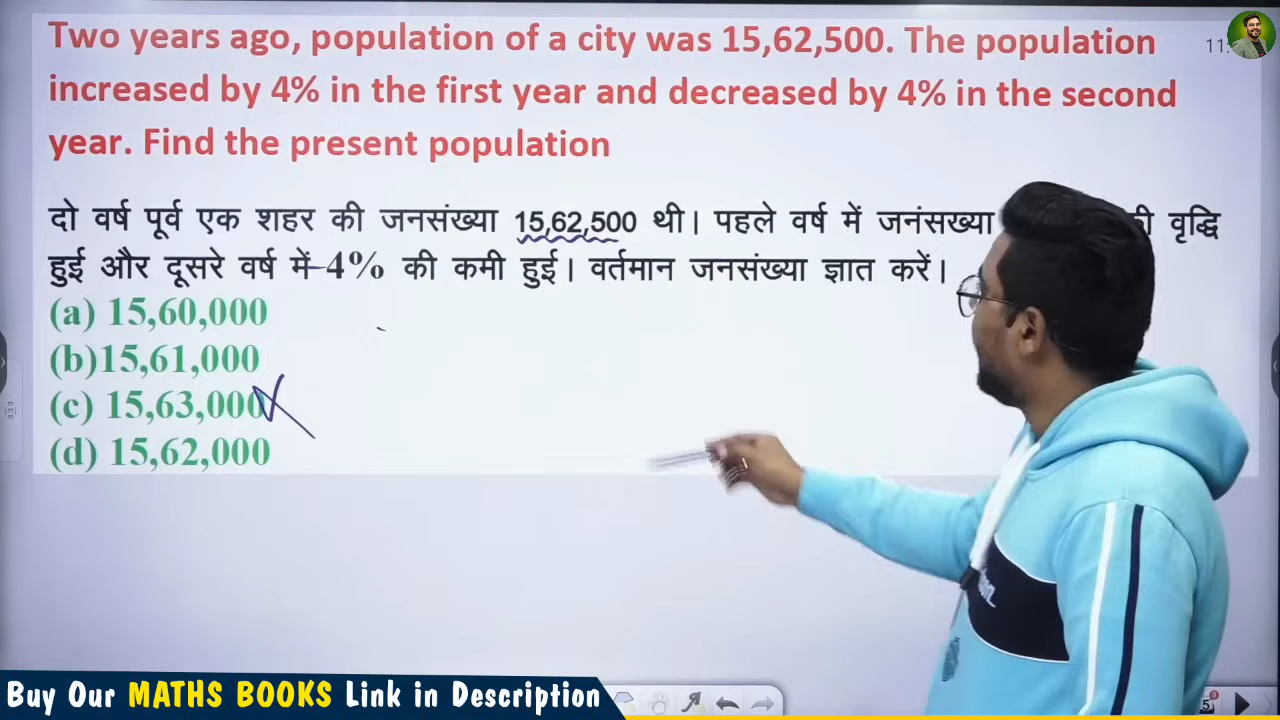 Two years ago, population of a city was 15,62,500. The population
11:
increased by 4% in the first year and decreased by 4% in the second
year. Find the present population
दो वर्ष पूर्व एक शहर की जनसंख्या 15,62,500 थी। पहले वर्ष में जनंसख्या की वृद्धि
हुई और दूसरे वर्ष में 4% की कमी हुई। वर्तमान जनसंख्या ज्ञात करें।
(a) 15,60,000
(b)15,61,000
(c) 15,63,000
(d) 15,62,000
Buy Our MATHS BOOKS Link in Description